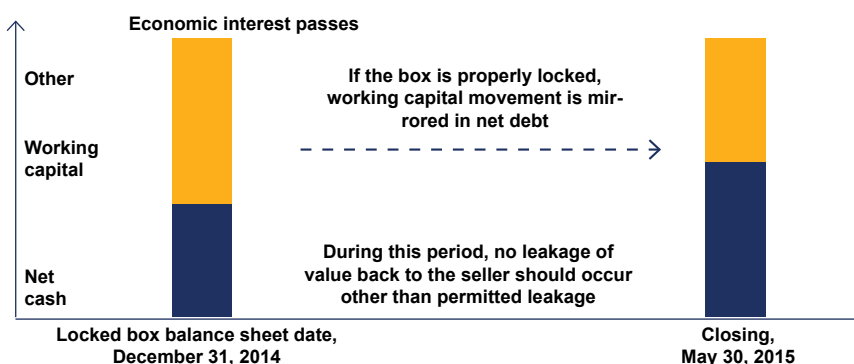 Economic interest passes
Other
Working
capital
Net
cash
If the box is properly locked,
working capital movement is mir-
rored in net debt
During this period, no leakage of
value back to the seller should occur
other than permitted leakage
Locked box balance sheet date,
December 31, 2014
Closing,
May 30, 2015